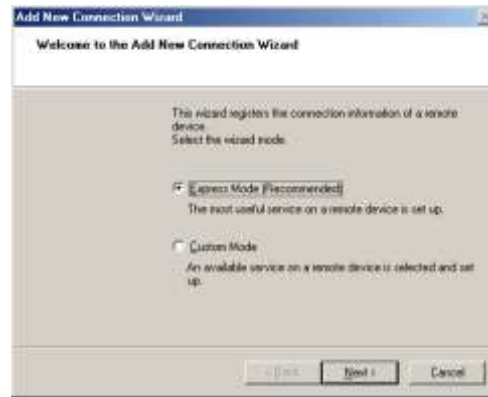 Add New Connection Wizard
Welcome to the Add New Connection Wizard
This wizard registers the connection information of a remote
device.
Select the wizard mode.
Express Mode (Recommended)
The most useful service on a remote device is set up.
Custom Mode
An available service on a remote device is selected and set
up.
< Back
Next >
Cancel